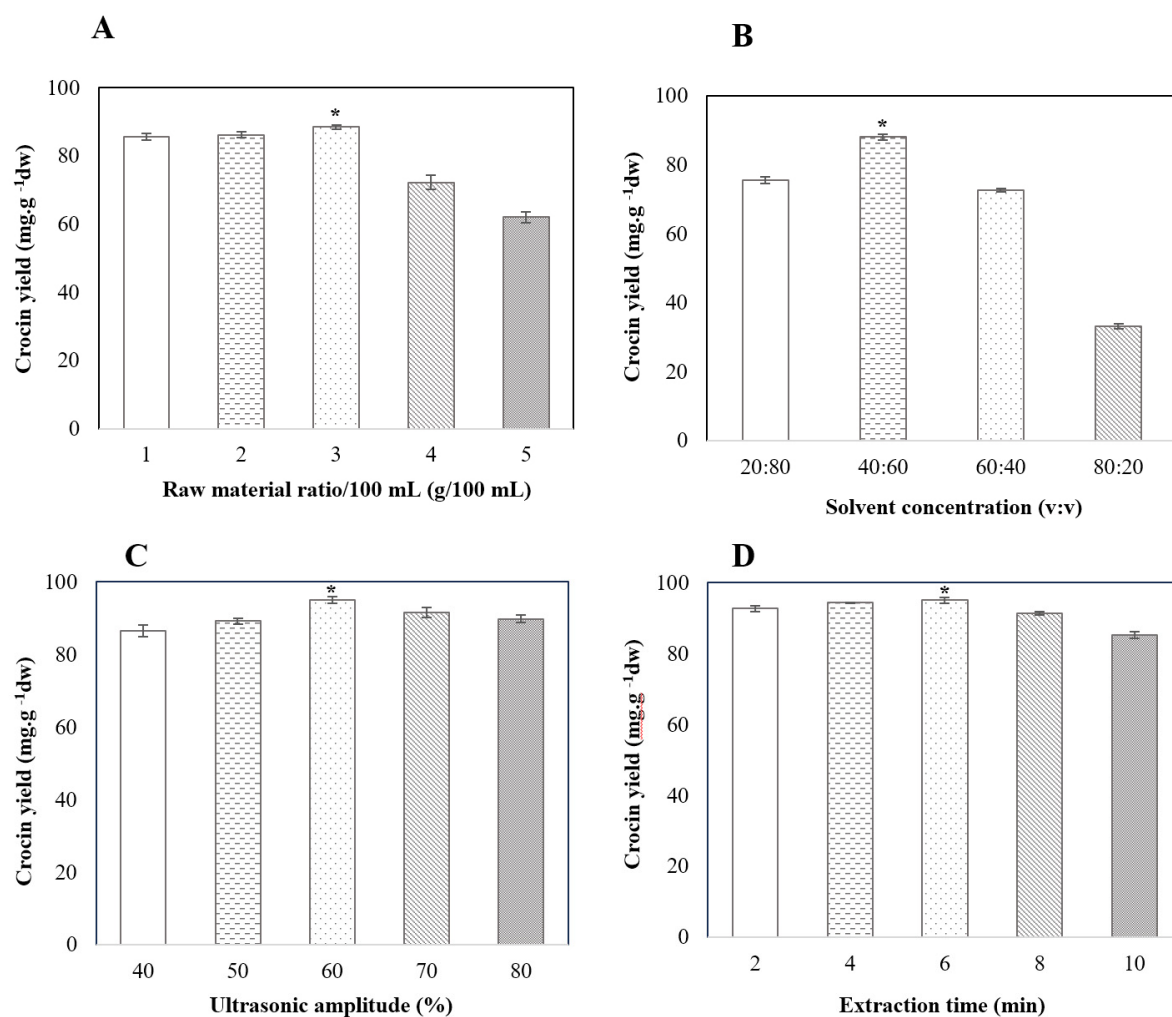 A
Crocin yield (mg.g -1dw)
100
80
60
40
20
0
*
1 2 3 4 5
Raw material ratio/100 mL (g/100 mL)
B
Crocin yield (mg.g -1dw)
100
80
60
40
20
0
*
20:80 40:60 60:40 80:20
Solvent concentration (v:v)
C
Crocin yield (mg.g -1dw)
100
80
60
40
20
0
*
40 50 60 70 80
Ultrasonic amplitude (%)
D
Crocin yield (mg.g -1dw)
100
80
60
40
20
0
*
2 4 6 8 10
Extraction time (min)